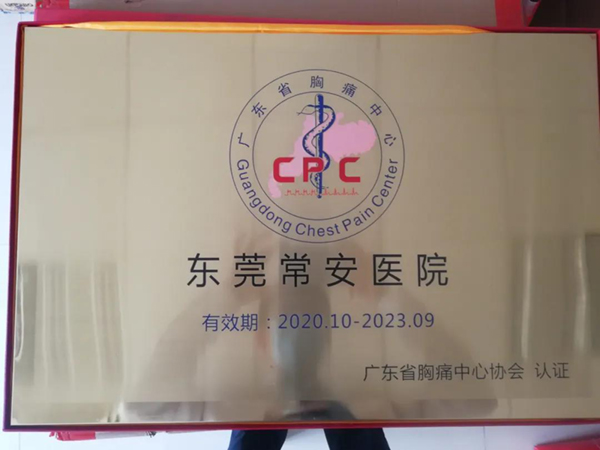 广东省胸痛中心
CPC
Guangdong Chest Pain Center
东莞常安医院
有效期：2020.10-2023.09
广东省胸痛中心协会 认证